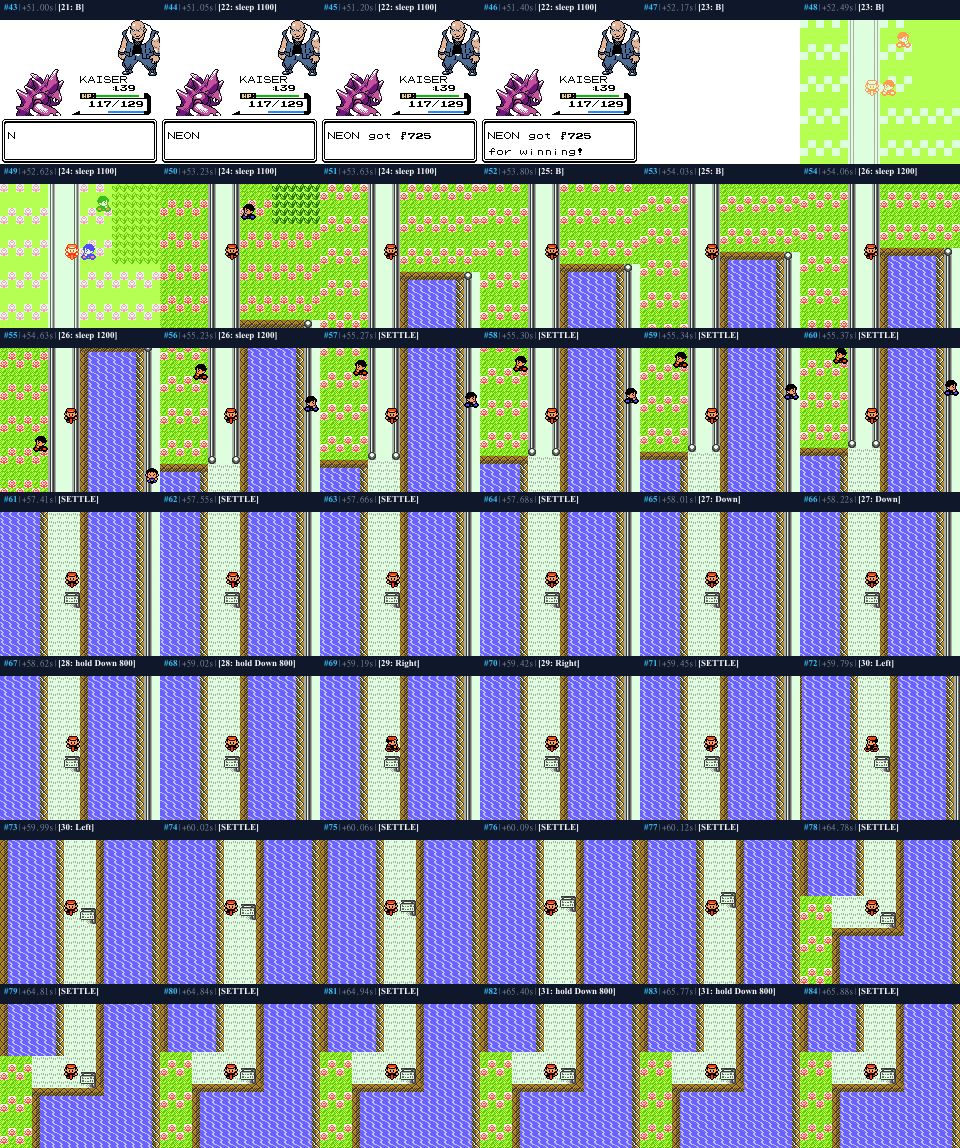 #43|+51.00s|[21: B]
#44|+51.05s|[22: sleep 1100]
#45|+51.20s|[22: sleep 1100]
#46|+51.40s|[22: sleep 1100]
#47|+52.17s|[23: B]
#48|+52.49s|[23: B]
KAISER
:L39
HP:
117/129
N
KAISER
:L39
HP:
117/129
NEON
KAISER
:L39
HP:
117/129
NEON got ₽725
KAISER
:L39
HP:
117/129
NEON got ₽725
for winning!
#49|+52.62s|[24: sleep 1100]
#50|+53.23s|[24: sleep 1100]
#51|+53.63s|[24: sleep 1100]
#52|+53.80s|[25: B]
#53|+54.03s|[25: B]
#54|+54.06s|[26: sleep 1200]
#55|+54.63s|[26: sleep 1200]
#56|+55.23s|[26: sleep 1200]
#57|+55.27s|[SETTLE]
#58|+55.30s|[SETTLE]
#59|+55.34s|[SETTLE]
#60|+55.37s|[SETTLE]
#61|+57.41s|[SETTLE]
#62|+57.55s|[SETTLE]
#63|+57.66s|[SETTLE]
#64|+57.68s|[SETTLE]
#65|+58.01s|[27: Down]
#66|+58.22s|[27: Down]
#67|+58.62s|[28: hold Down 800]
#68|+59.02s|[28: hold Down 800]
#69|+59.19s|[29: Right]
#70|+59.42s|[29: Right]
#71|+59.45s|[SETTLE]
#72|+59.79s|[30: Left]
#73|+59.99s|[30: Left]
#74|+60.02s|[SETTLE]
#75|+60.06s|[SETTLE]
#76|+60.09s|[SETTLE]
#77|+60.12s|[SETTLE]
#78|+64.78s|[SETTLE]
#79|+64.81s|[SETTLE]
#80|+64.84s|[SETTLE]
#81|+64.94s|[SETTLE]
#82|+65.40s|[31: hold Down 800]
#83|+65.77s|[31: hold Down 800]
#84|+65.88s|[SETTLE]